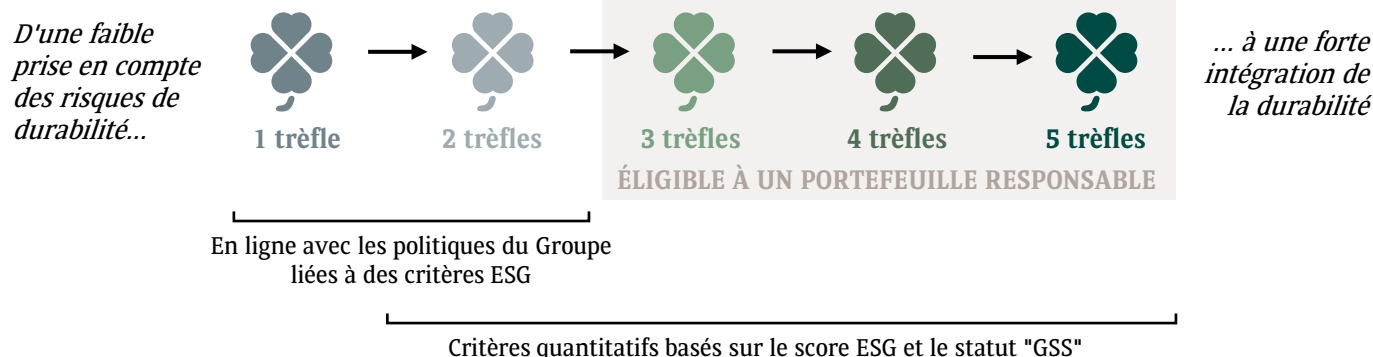 D'une faible
prise en compte
des risques de
durabilité...
1 trèfle
2 trèfles
3 trèfles
4 trèfles
5 trèfles
... à une forte
intégration de
la durabilité
ÉLIGIBLE À UN PORTEFEUILLE RESPONSABLE
En ligne avec les politiques du Groupe
liées à des critères ESG
Critères quantitatifs basés sur le score ESG et le statut "GSS"